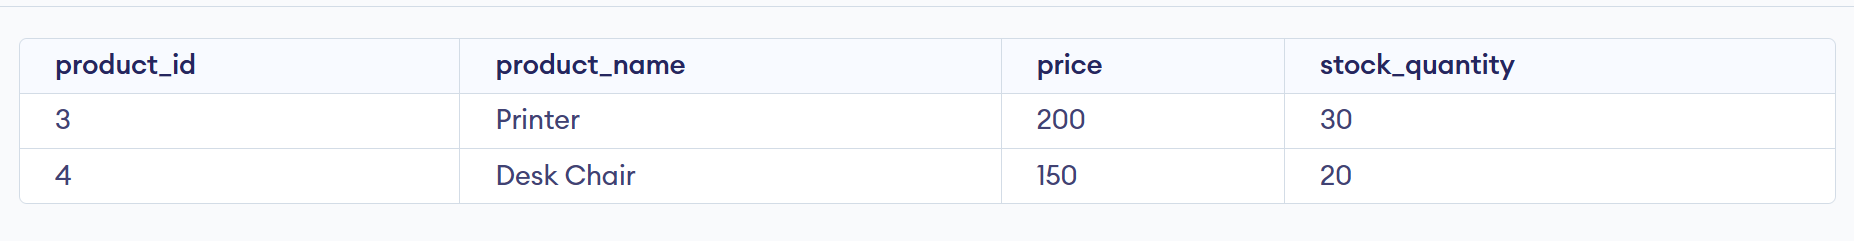 product_id product_name price stock_quantity
3 Printer 200 30
4 Desk Chair 150 20